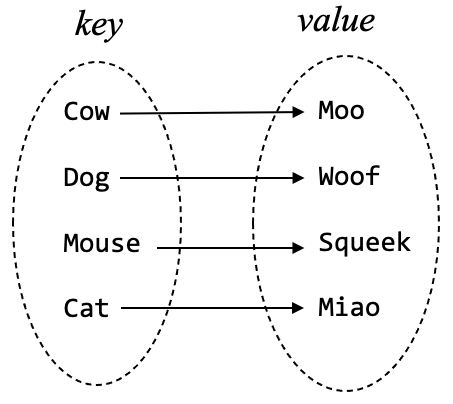 key value
Cow Moo
Dog Woof
Mouse Squeek
Cat Miao